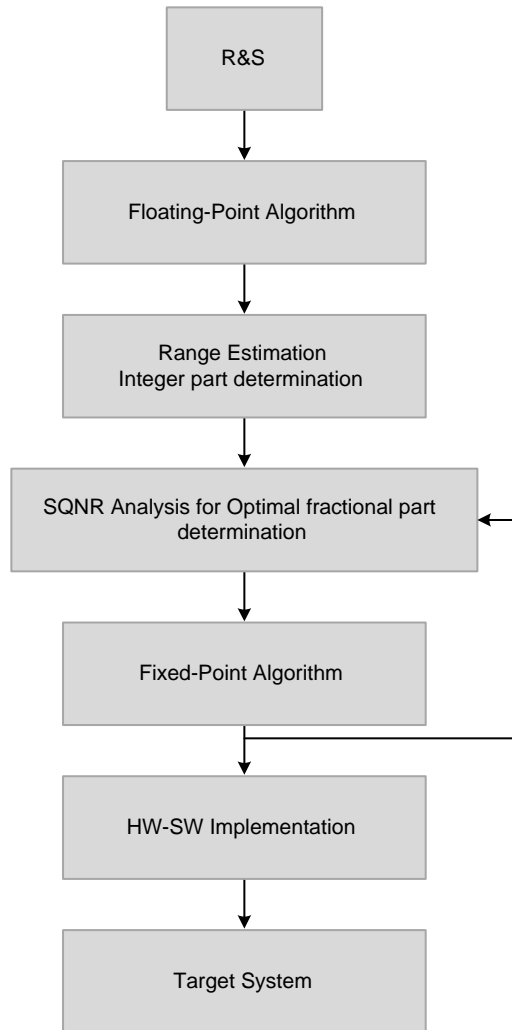 R&S
Floating-Point Algorithm
Range Estimation
Integer part determination
SQNR Analysis for Optimal fractional part
determination
Fixed-Point Algorithm
HW-SW Implementation
Target System